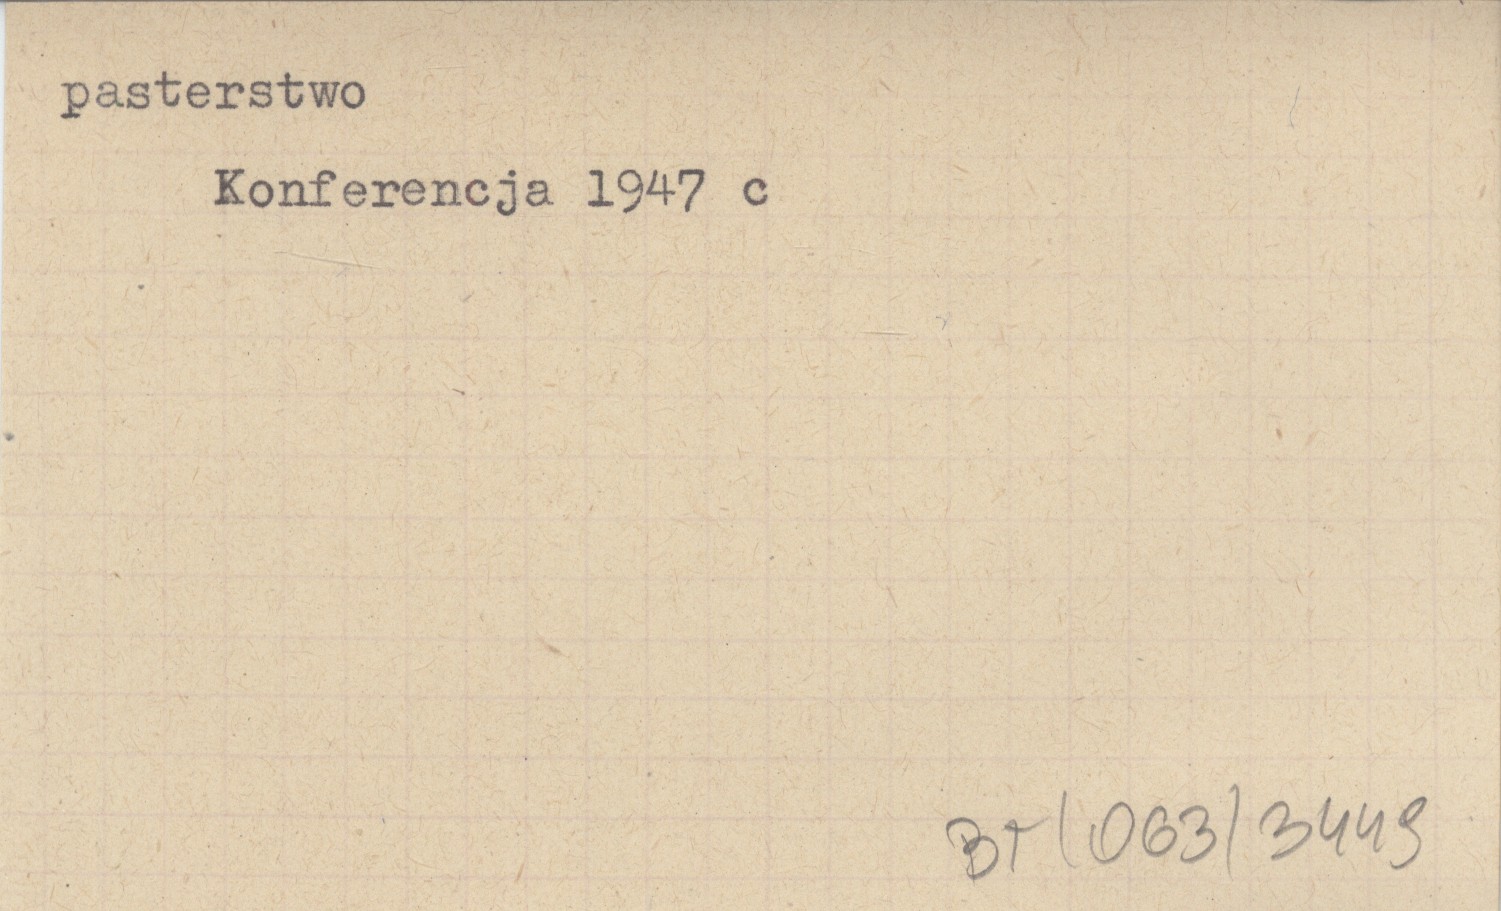 pasterstwo
Konferencja 1947 c
BT (063) 3449